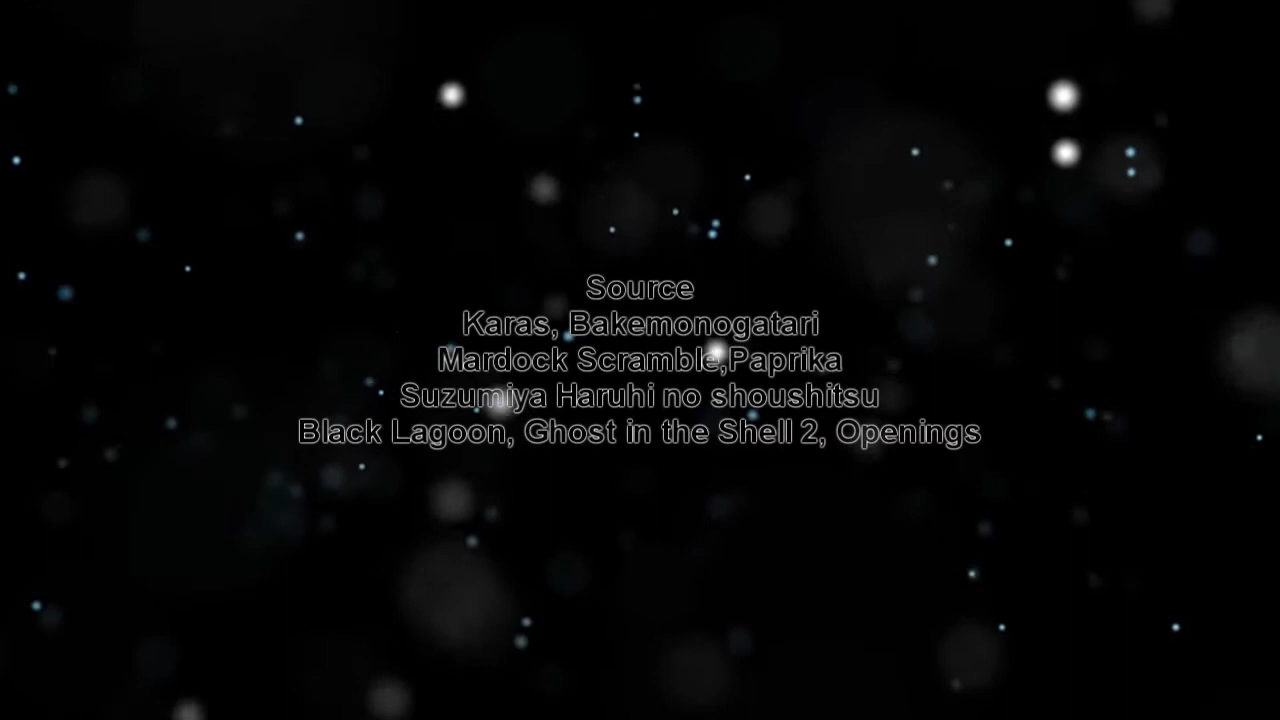 Source
Karas, Bakemonogatari
Mardock Scramble,Paprika
Suzumiya Haruhi no shoushitsu
Black Lagoon, Ghost in the Shell 2, Openings